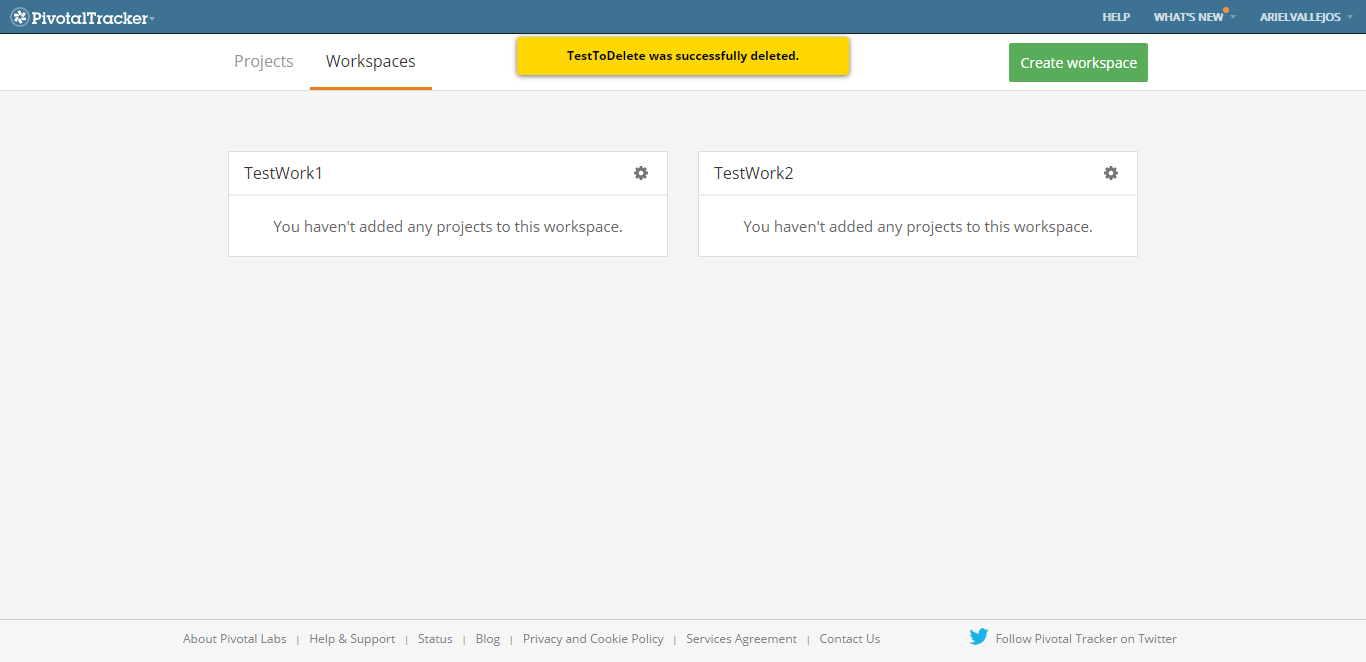 PivotalTracker HELP WHAT'S NEW ARIELVALLEJOS
Projects Workspaces TestToDelete was successfully deleted. Create workspace
TestWork1 TestWork2
You haven't added any projects to this workspace. You haven't added any projects to this workspace.
About Pivotal Labs | Help & Support | Status | Blog | Privacy and Cookie Policy | Services Agreement | Contact Us Follow Pivotal Tracker on Twitter